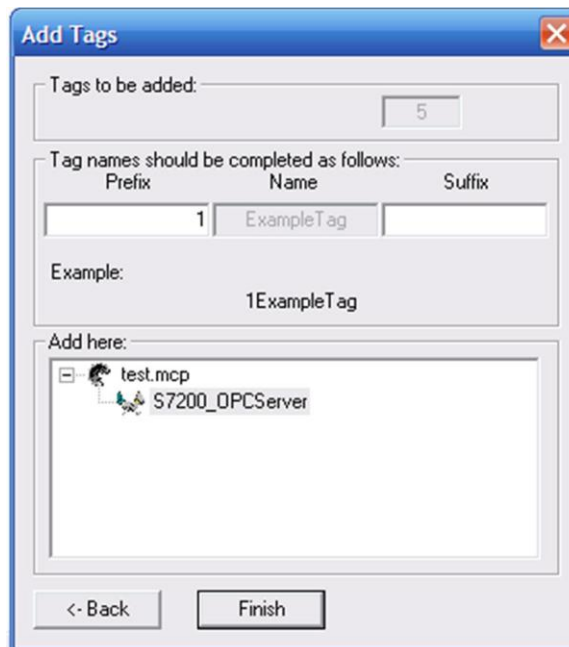 Add Tags
Tags to be added:
5
Tag names should be completed as follows:
Prefix Name Suffix
1 ExampleTag
Example:
1ExampleTag
Add here:
test.mcp
S7200_OPCServer
<- Back Finish